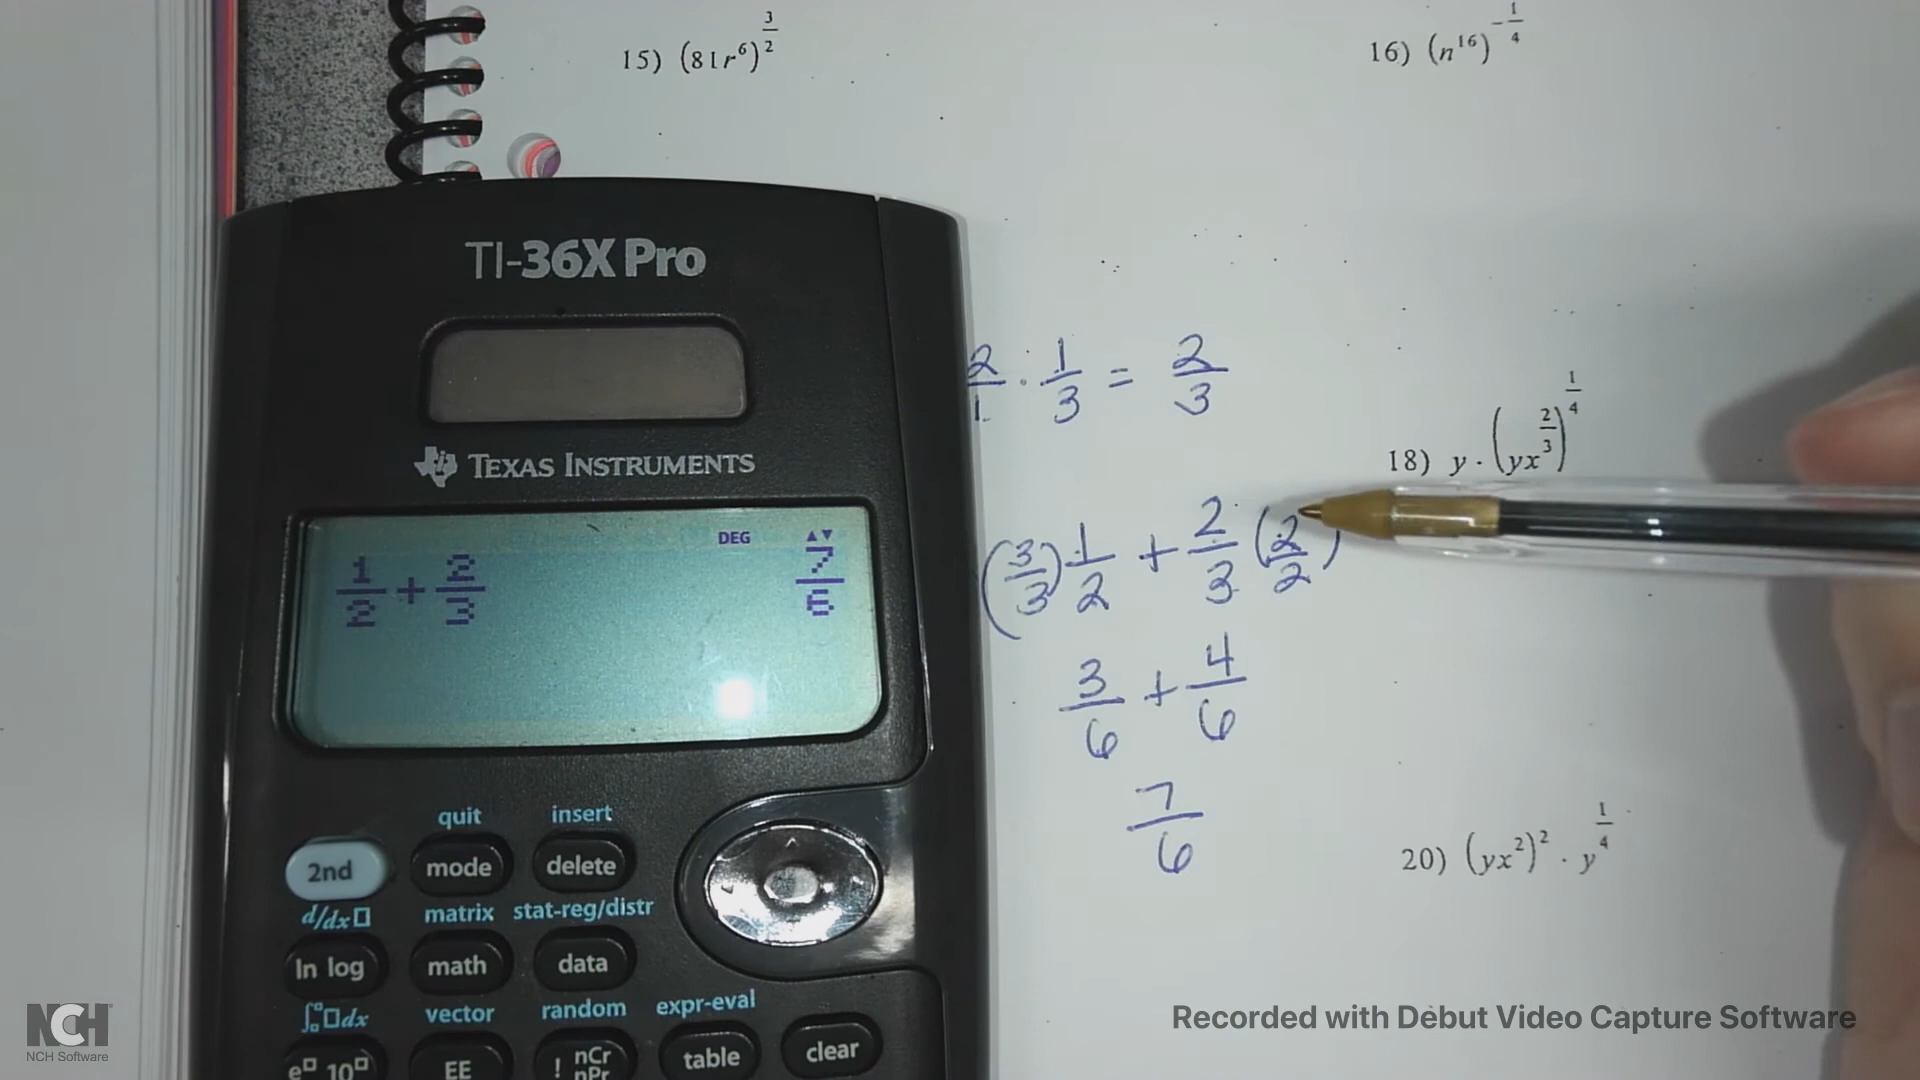 15) (81r⁶)^(3/2)
16) (n¹⁶)^(-1/4)
TI-36X Pro
TEXAS INSTRUMENTS
DEG
1/2 + 2/3
7/6
2/1 · 1/3 = 2/3
18) y · (yx^(2/3))^(1/4)
(3/3) 1/2 + 2/3 (2/2)
3/6 + 4/6
7/6
20) (yx²)² · y^(1/4)
quit insert
2nd mode delete
d/dx□ matrix stat-reg/distr
ln log math data
∫□dx vector random expr-eval
e□ 10□ EE ! nCr nPr table clear
NCH
NCH Software
Recorded with Debut Video Capture Software